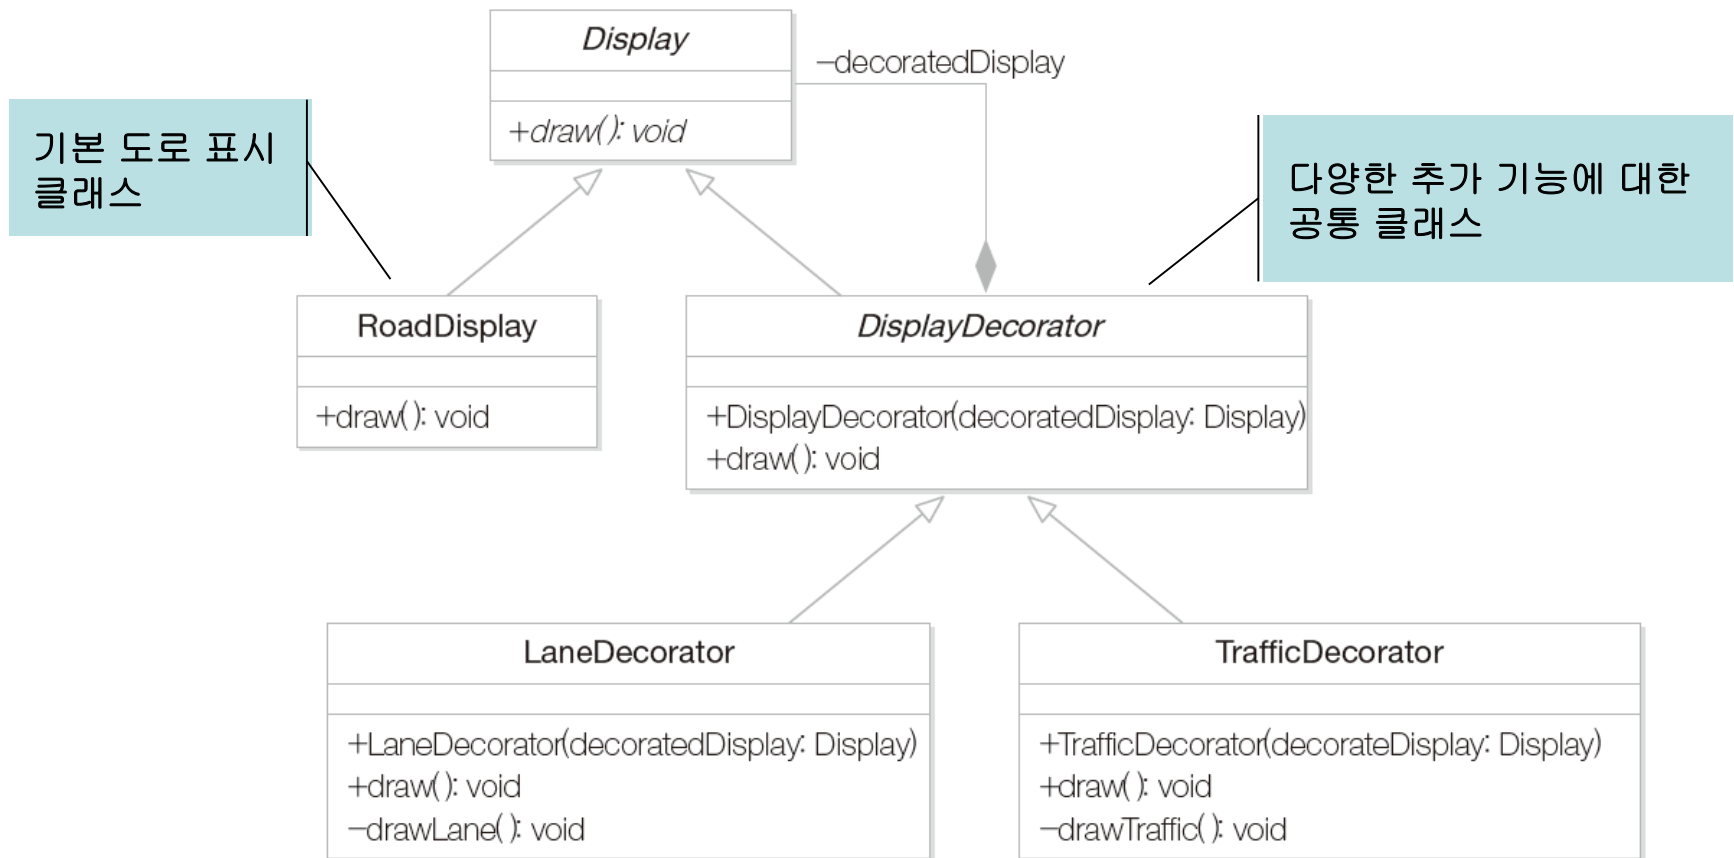 Display
+draw(): void
−decoratedDisplay
기본 도로 표시
클래스
다양한 추가 기능에 대한
공통 클래스
RoadDisplay
+draw(): void
DisplayDecorator
+DisplayDecorator(decoratedDisplay: Display)
+draw(): void
LaneDecorator
+LaneDecorator(decoratedDisplay: Display)
+draw(): void
−drawLane(): void
TrafficDecorator
+TrafficDecorator(decorateDisplay: Display)
+draw(): void
−drawTraffic(): void